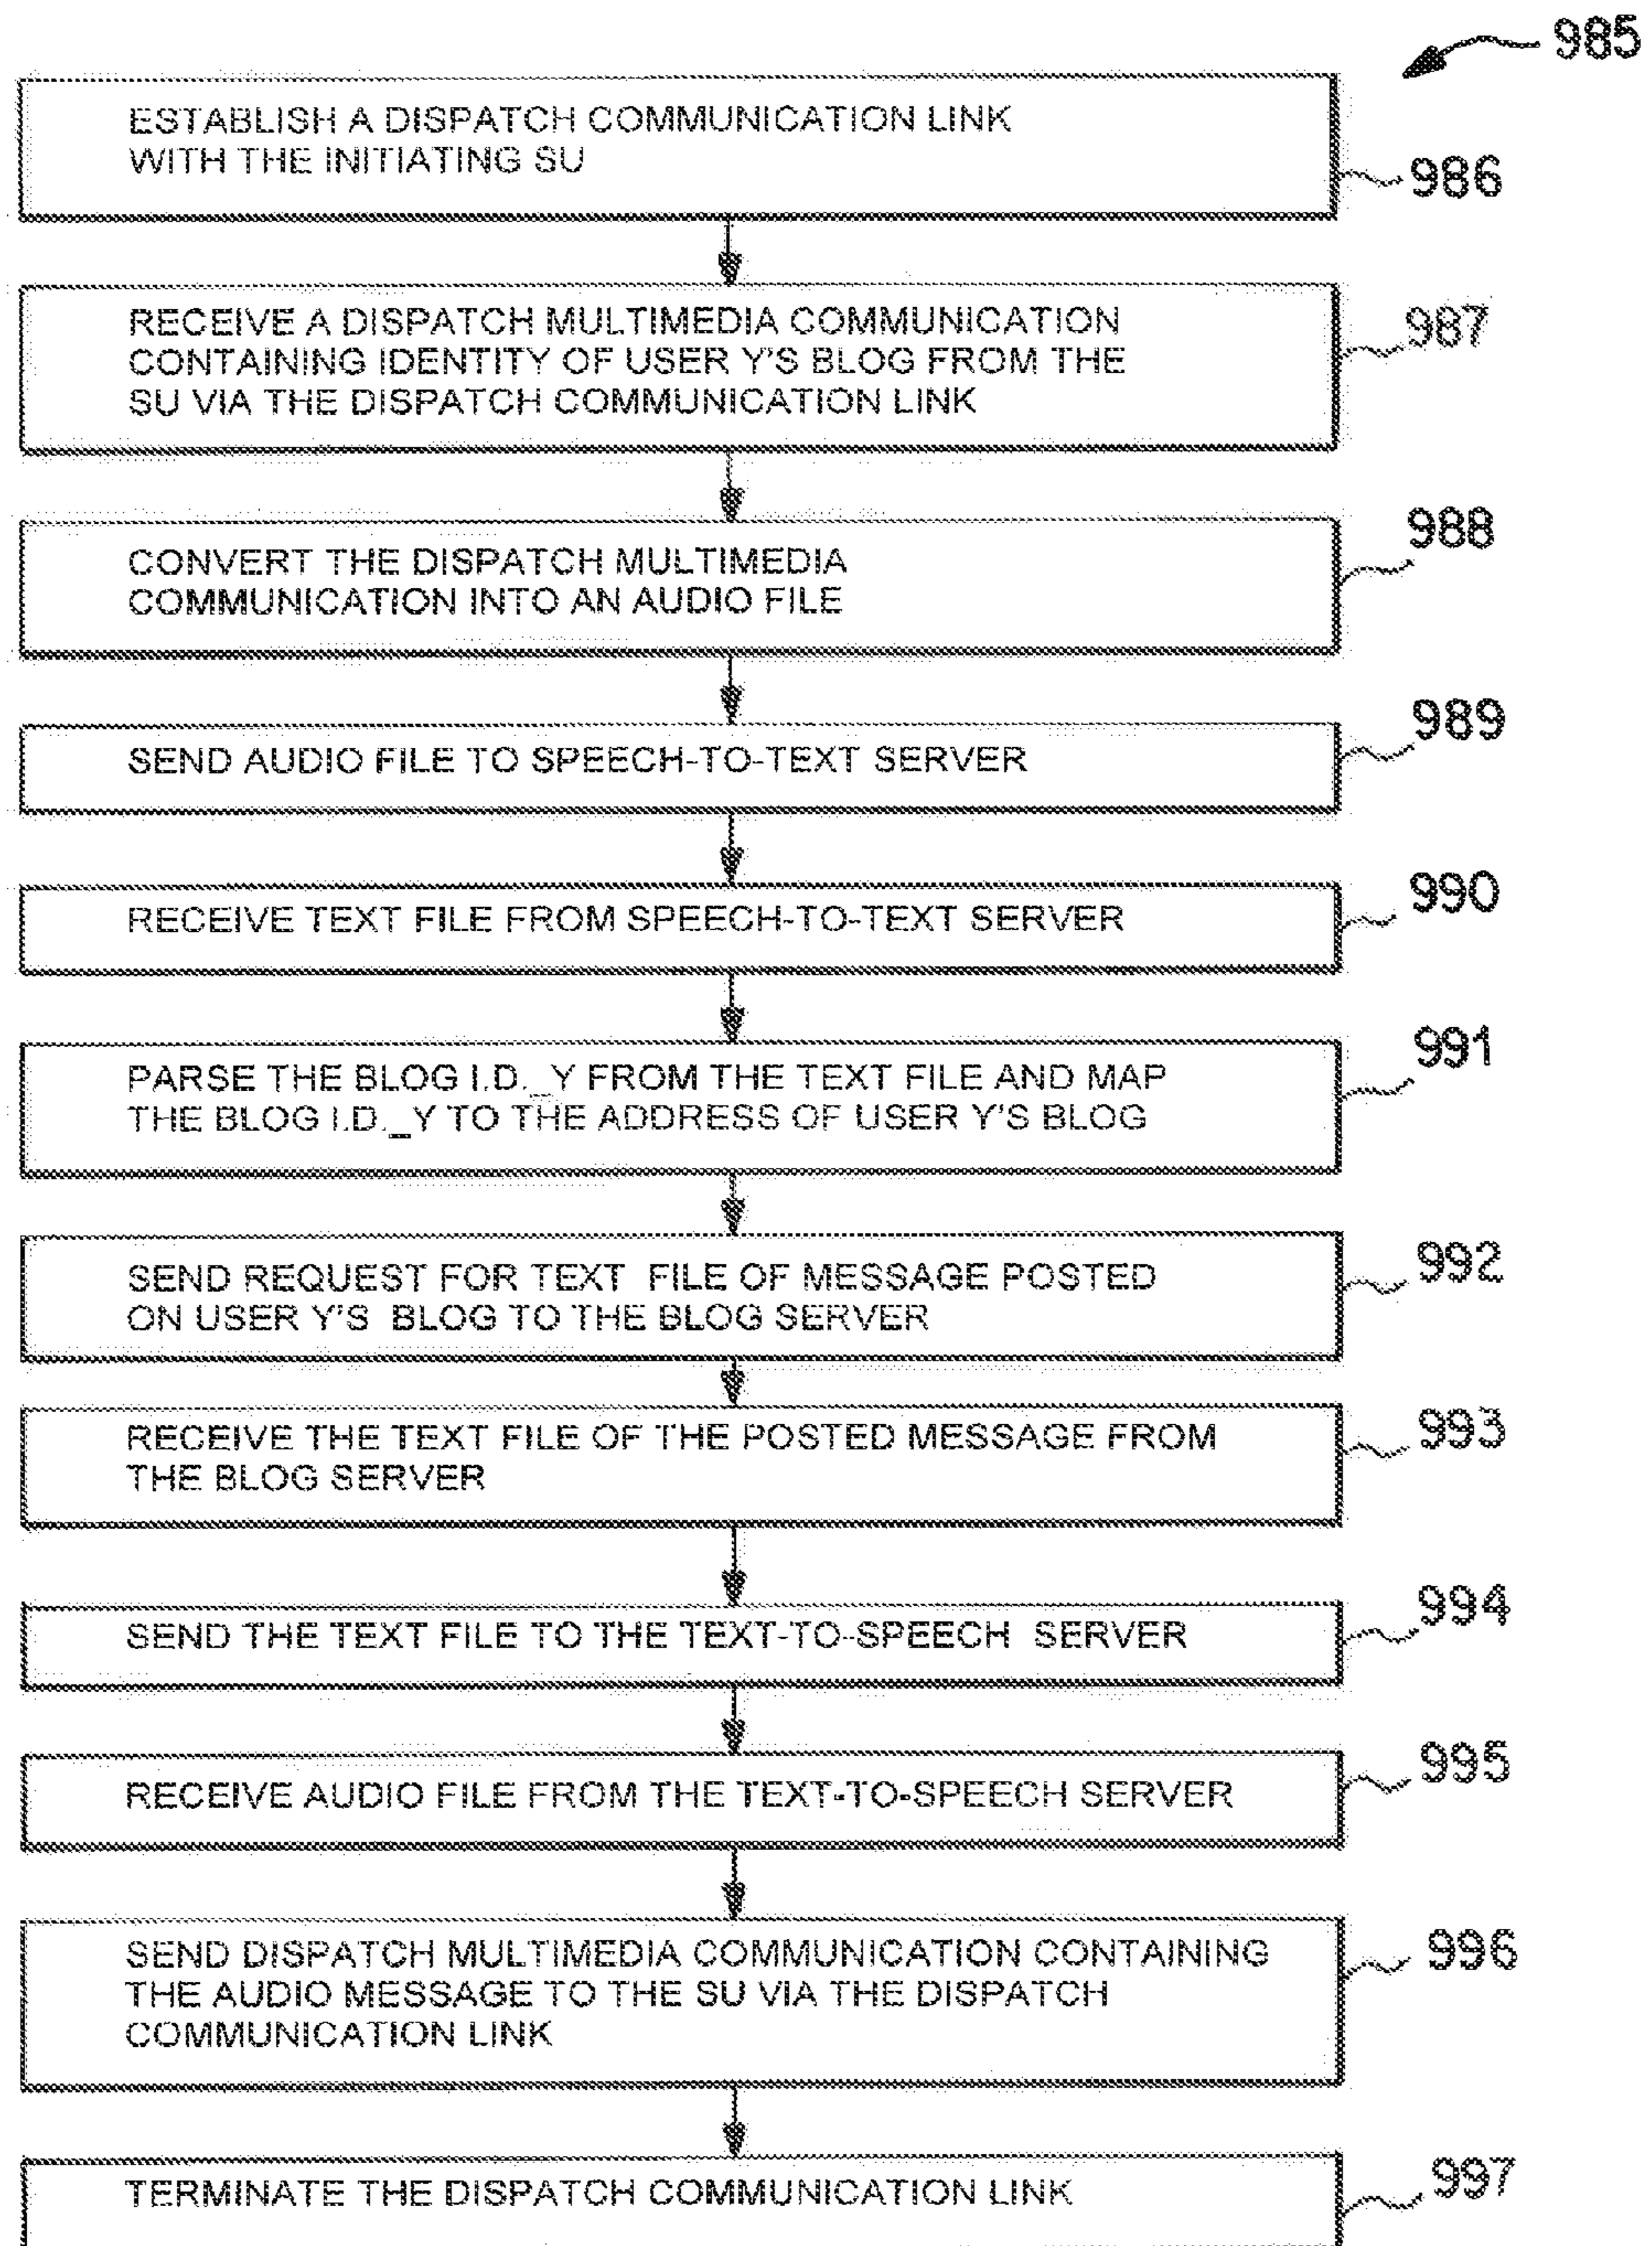 985
ESTABLISH A DISPATCH COMMUNICATION LINK
WITH THE INITIATING SU
986
RECEIVE A DISPATCH MULTIMEDIA COMMUNICATION
CONTAINING IDENTITY OF USER Y'S BLOG FROM THE
SU VIA THE DISPATCH COMMUNICATION LINK
987
CONVERT THE DISPATCH MULTIMEDIA
COMMUNICATION INTO AN AUDIO FILE
988
SEND AUDIO FILE TO SPEECH-TO-TEXT SERVER
989
RECEIVE TEXT FILE FROM SPEECH-TO-TEXT SERVER
990
PARSE THE BLOG I.D._Y FROM THE TEXT FILE AND MAP
THE BLOG I.D._Y TO THE ADDRESS OF USER Y'S BLOG
991
SEND REQUEST FOR TEXT FILE OF MESSAGE POSTED
ON USER Y'S BLOG TO THE BLOG SERVER
992
RECEIVE THE TEXT FILE OF THE POSTED MESSAGE FROM
THE BLOG SERVER
993
SEND THE TEXT FILE TO THE TEXT-TO-SPEECH SERVER
994
RECEIVE AUDIO FILE FROM THE TEXT-TO-SPEECH SERVER
995
SEND DISPATCH MULTIMEDIA COMMUNICATION CONTAINING
THE AUDIO MESSAGE TO THE SU VIA THE DISPATCH
COMMUNICATION LINK
996
TERMINATE THE DISPATCH COMMUNICATION LINK
997